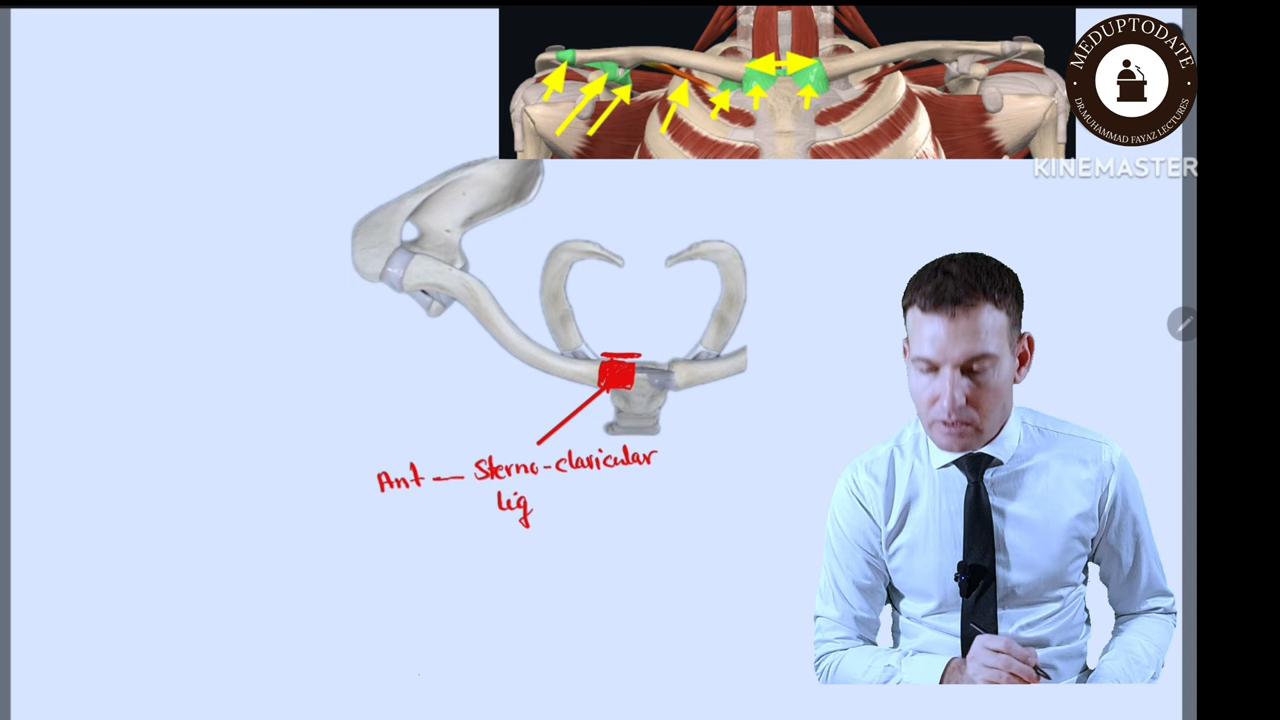 MEDUPTODATE
DR.MUHAMMAD FAYAZ LECTURES
KINEMASTER
Ant — Sterno-clavicular
lig